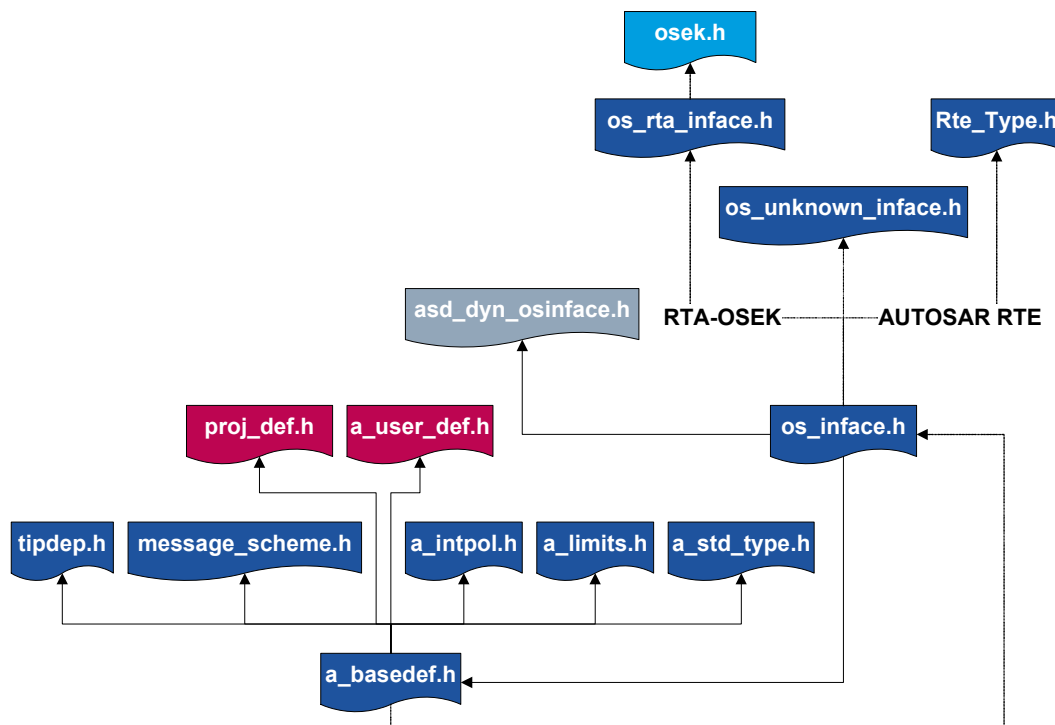 osek.h
os_rta_inface.h
Rte_Type.h
os_unknown_inface.h
asd_dyn_osinface.h
RTA-OSEK
AUTOSAR RTE
proj_def.h
a_user_def.h
os_inface.h
tipdep.h
message_scheme.h
a_intpol.h
a_limits.h
a_std_type.h
a_basedef.h